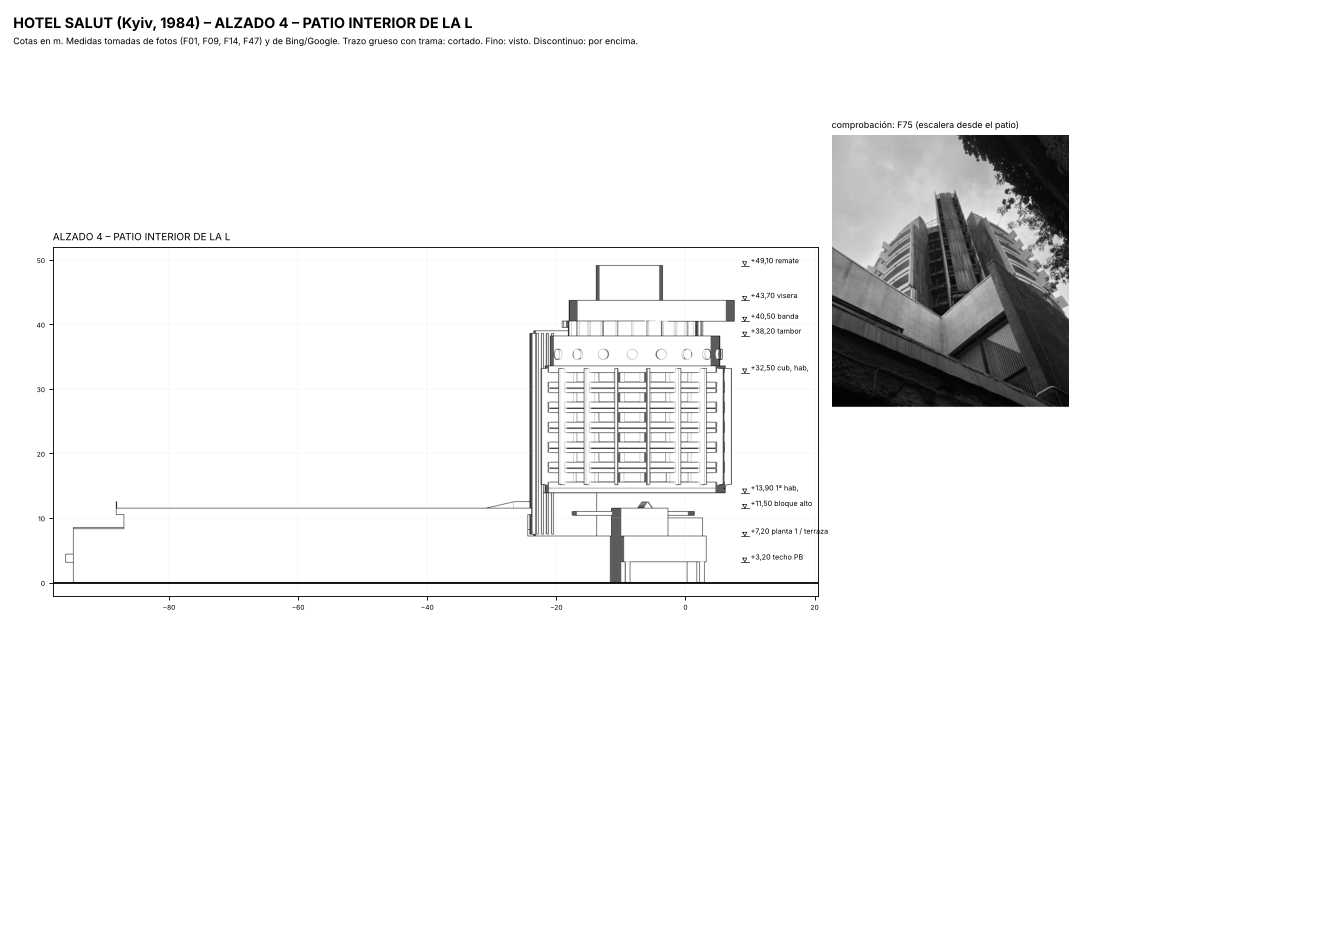 HOTEL SALUT (Kyiv, 1984) – ALZADO 4 – PATIO INTERIOR DE LA L
Cotas en m. Medidas tomadas de fotos (F01, F09, F14, F47) y de Bing/Google. Trazo grueso con trama: cortado. Fino: visto. Discontinuo: por encima.
comprobación: F75 (escalera desde el patio)
ALZADO 4 – PATIO INTERIOR DE LA L
50
+49,10 remate
+43,70 visera
+40,50 banda
40
+38,20 tambor
+32,50 cub, hab,
30
20
+13,90 1ª hab,
+11,50 bloque alto
10
+7,20 planta 1 / terraza
+3,20 techo PB
0
−80
−60
−40
−20
0
20